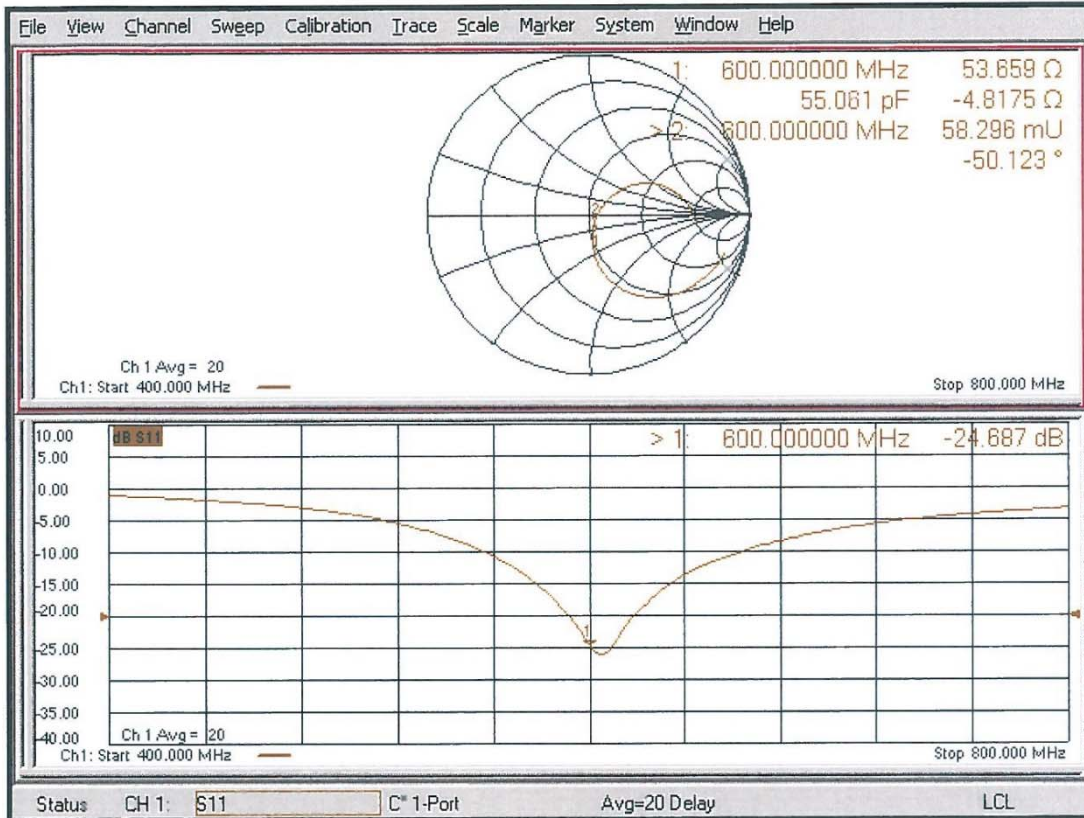 File View Channel Sweep Calibration Trace Scale Marker System Window Help
1: 600.000000 MHz 53.659 Ω
55.061 pF -4.8175 Ω
> 2: 600.000000 MHz 58.296 mU
-50.123 °
2
1
Ch 1 Avg = 20
Ch1: Start 400.000 MHz
Stop 800.000 MHz
10.00
dB S11
> 1: 600.000000 MHz -24.687 dB
5.00
0.00
-5.00
-10.00
-15.00
-20.00
1
-25.00
-30.00
-35.00
-40.00
Ch 1 Avg = 20
Ch1: Start 400.000 MHz
Stop 800.000 MHz
Status CH 1: S11 C* 1-Port Avg=20 Delay LCL